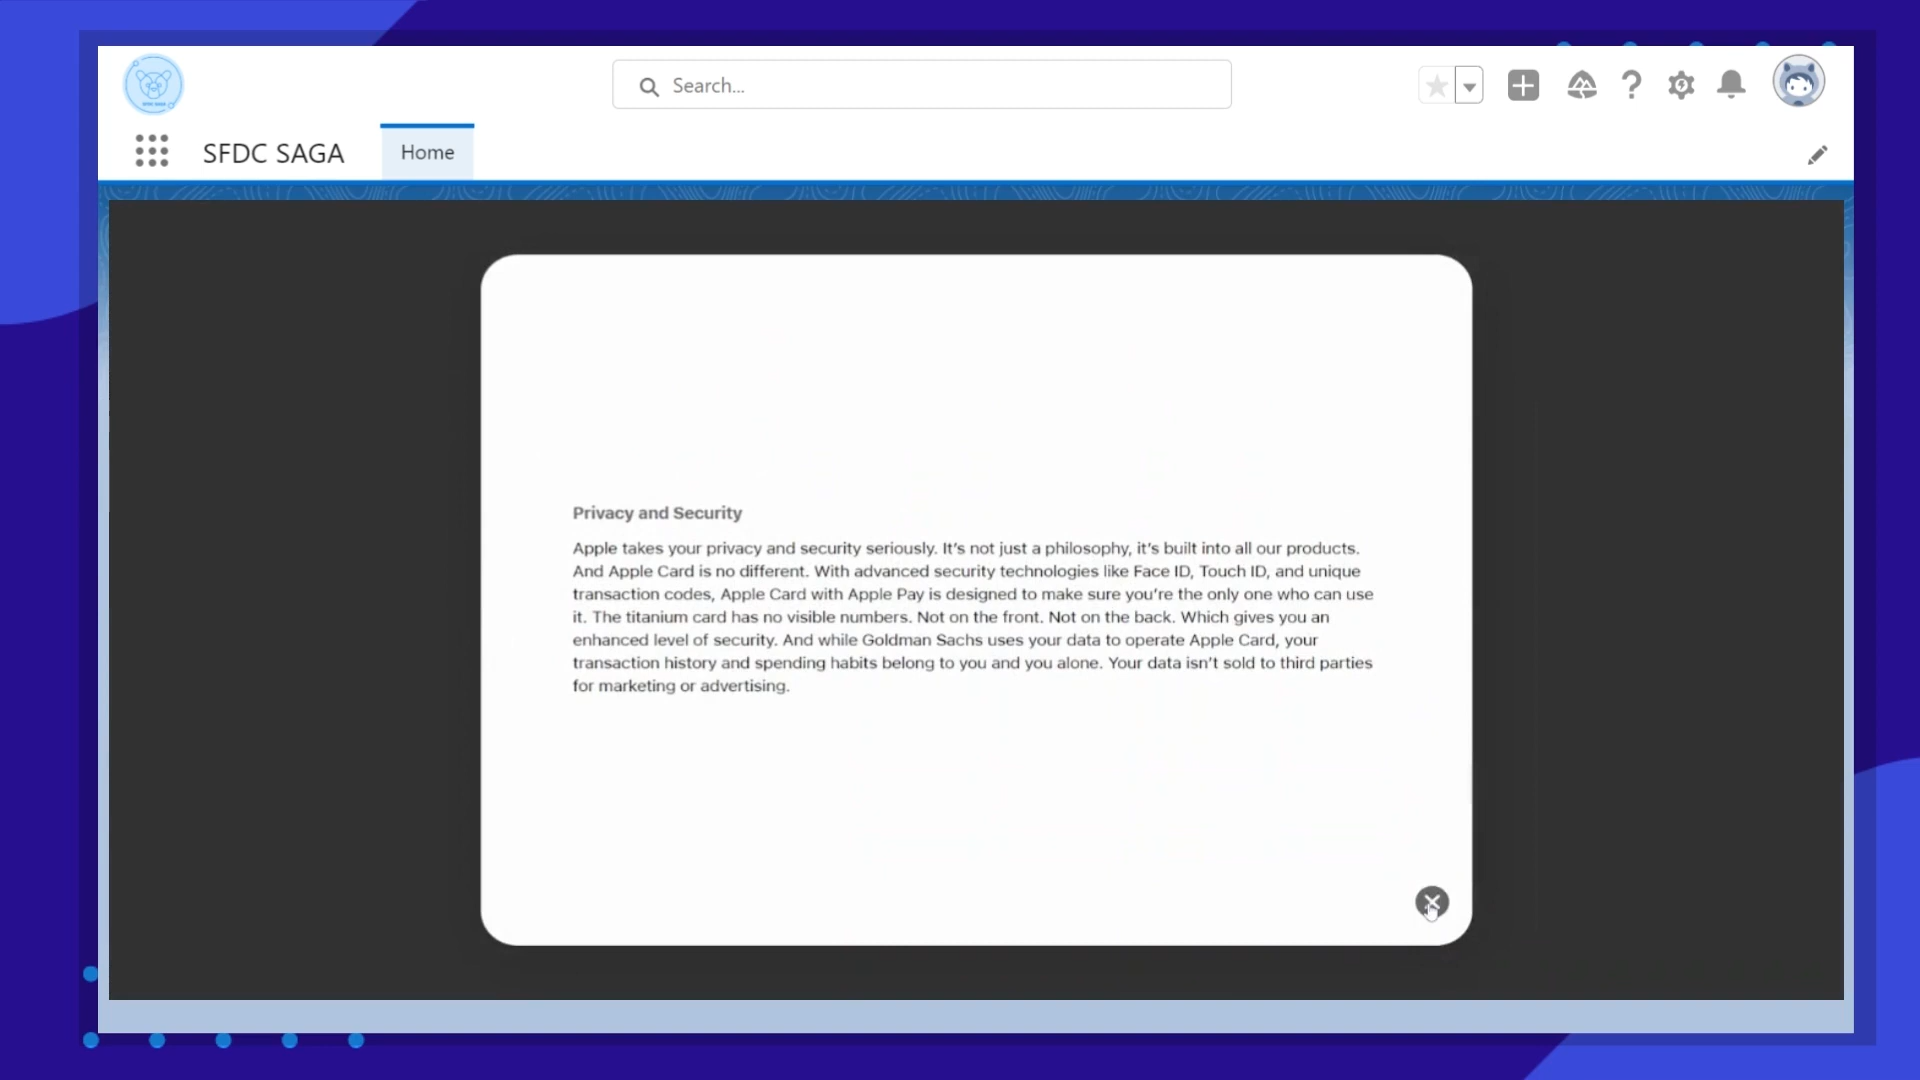 Search...
SFDC SAGA
Home
Privacy and Security
Apple takes your privacy and security seriously. It's not just a philosophy, it's built into all our products.
And Apple Card is no different. With advanced security technologies like Face ID, Touch ID, and unique
transaction codes, Apple Card with Apple Pay is designed to make sure you're the only one who can use
it. The titanium card has no visible numbers. Not on the front. Not on the back. Which gives you an
enhanced level of security. And while Goldman Sachs uses your data to operate Apple Card, your
transaction history and spending habits belong to you and you alone. Your data isn't sold to third parties
for marketing or advertising.